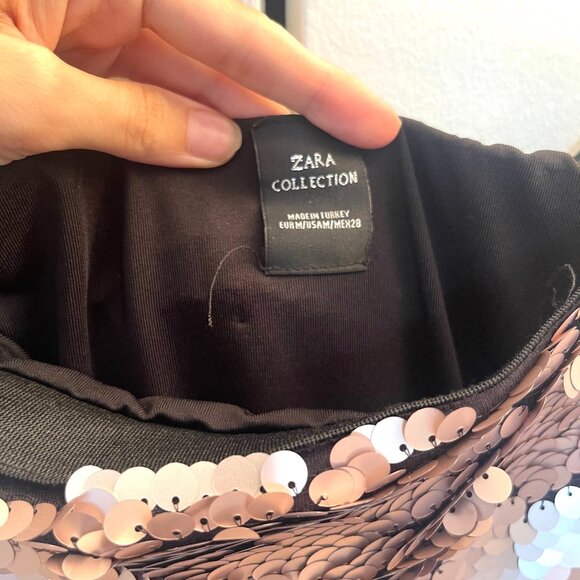 ZARA
COLLECTION
MADE IN TURKEY
EUR M/USA M/MEX 28